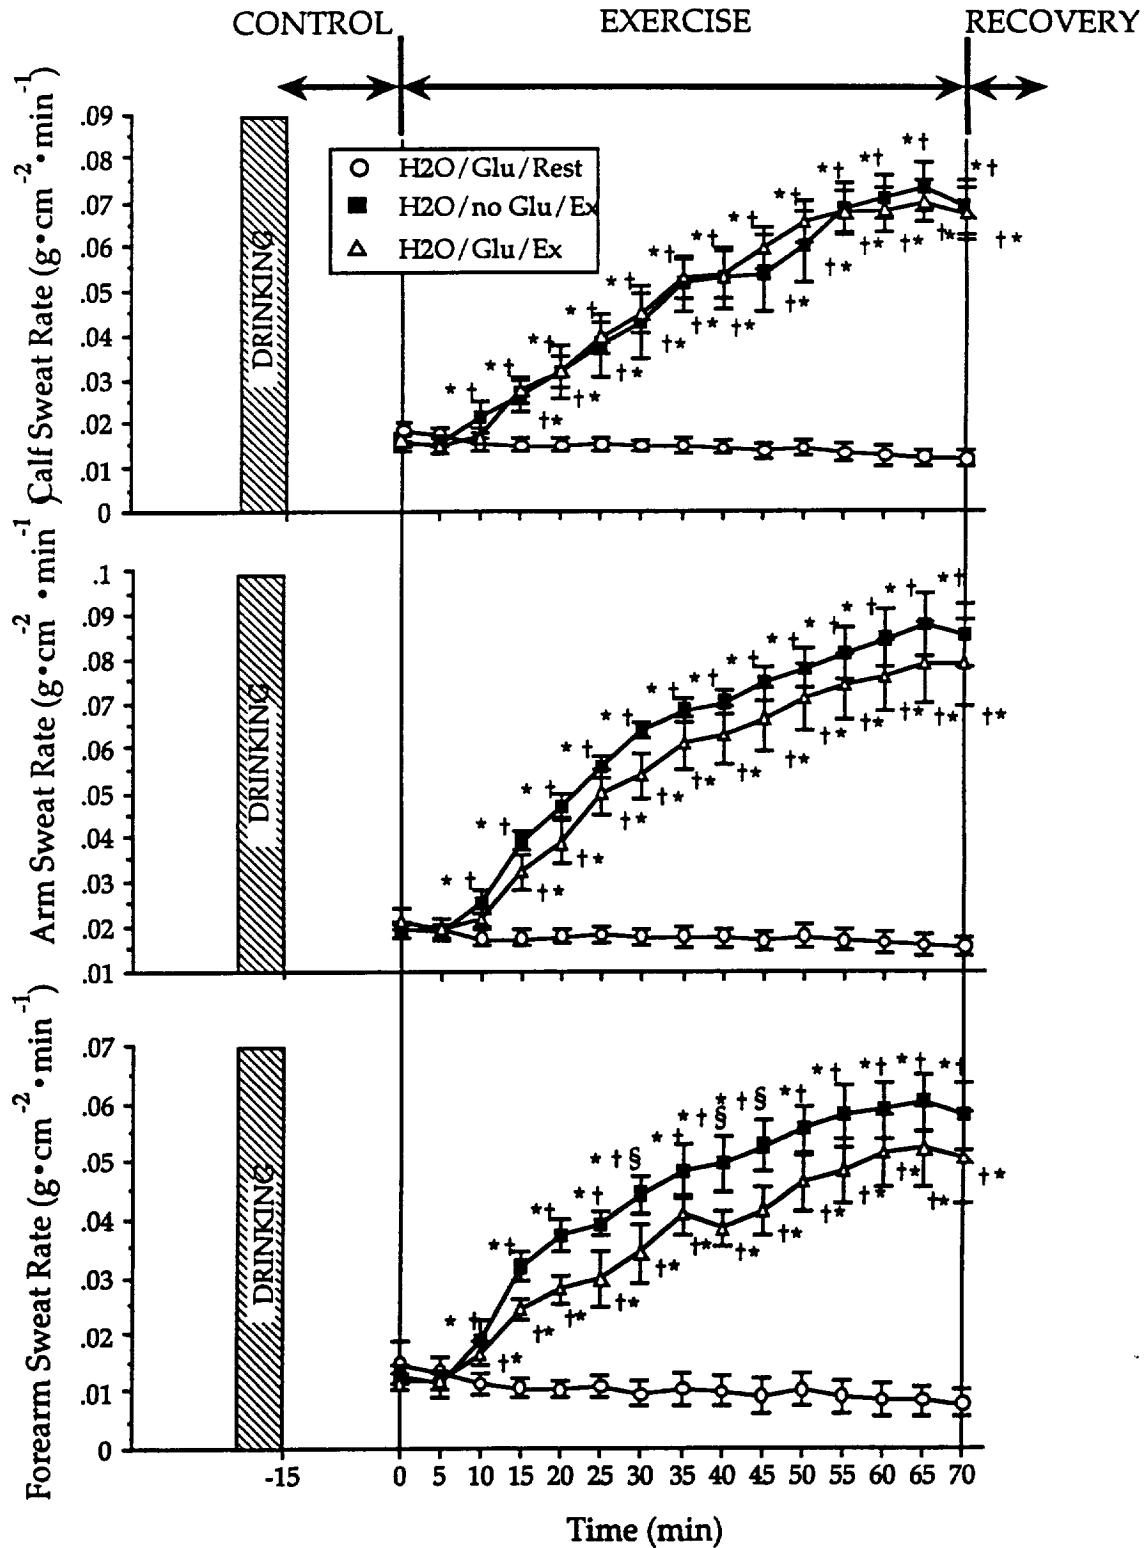 CONTROL EXERCISE RECOVERY
Calf Sweat Rate (g•cm-2•min-1)
.09
.08
.07
.06
.05
.04
.03
.02
.01
0
DRINKING
H2O/Glu/Rest
H2O/no Glu/Ex
H2O/Glu/Ex
Arm Sweat Rate (g•cm-2•min-1)
.1
.09
.08
.07
.06
.05
.04
.03
.02
.01
DRINKING
Forearm Sweat Rate (g•cm-2•min-1)
.07
.06
.05
.04
.03
.02
.01
0
DRINKING
-15 0 5 10 15 20 25 30 35 40 45 50 55 60 65 70
Time (min)